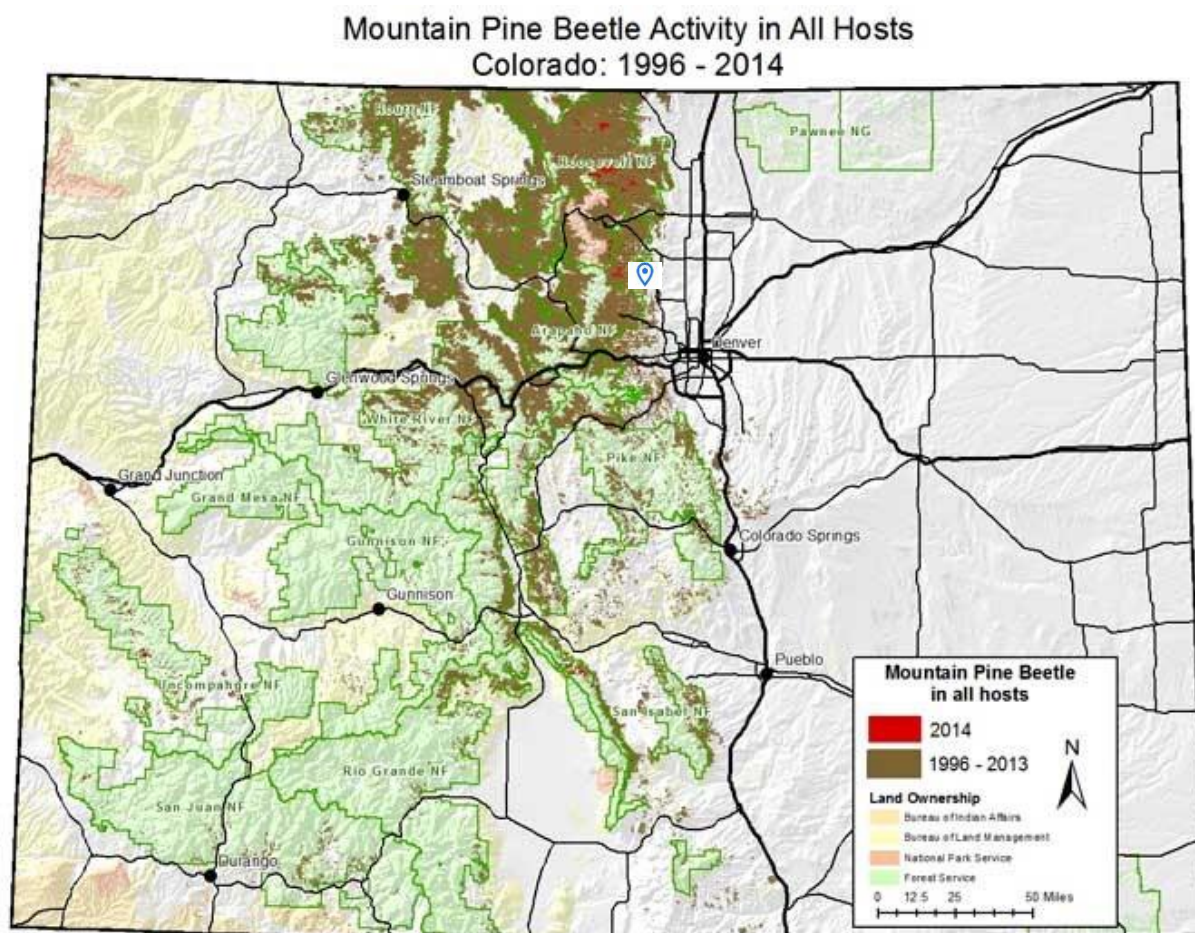 Mountain Pine Beetle Activity in All Hosts
Colorado: 1996 - 2014
Routt NF
Pawnee NG
Roosevelt NF
Steamboat Springs
Arapaho NF
Denver
Glenwood Springs
White River NF
Pike NF
Grand Junction
Grand Mesa NF
Colorado Springs
Gunnison NF
Gunnison
Pueblo
Uncompahgre NF
San Isabel NF
Rio Grande NF
San Juan NF
Durango
Mountain Pine Beetle
in all hosts
2014
1996 - 2013
N
Land Ownership
Bureau of Indian Affairs
Bureau of Land Management
National Park Service
Forest Service
0 12.5 25 50 Miles